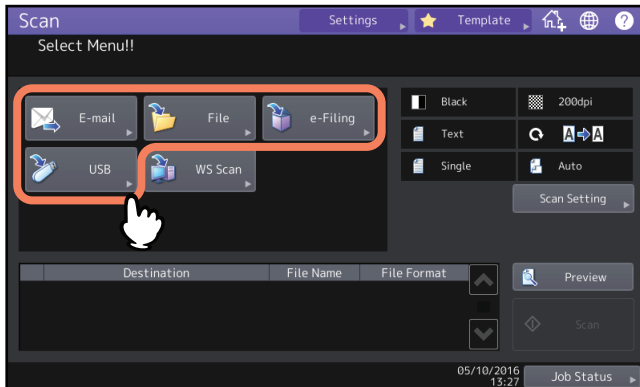 Scan
Settings
Template
?
Select Menu!!
E-mail
File
e-Filing
USB
WS Scan
Black
200dpi
Text
A A
Single
Auto
Scan Setting
Destination File Name File Format
Preview
Scan
05/10/2016
13:27
Job Status